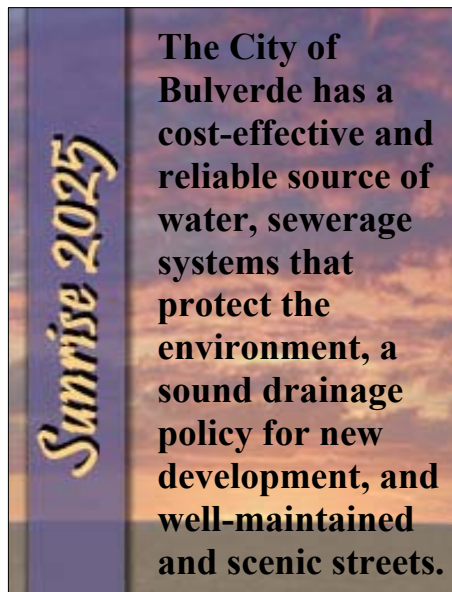 Sunrise 2025
The City of
Bulverde has a
cost-effective and
reliable source of
water, sewerage
systems that
protect the
environment, a
sound drainage
policy for new
development, and
well-maintained
and scenic streets.